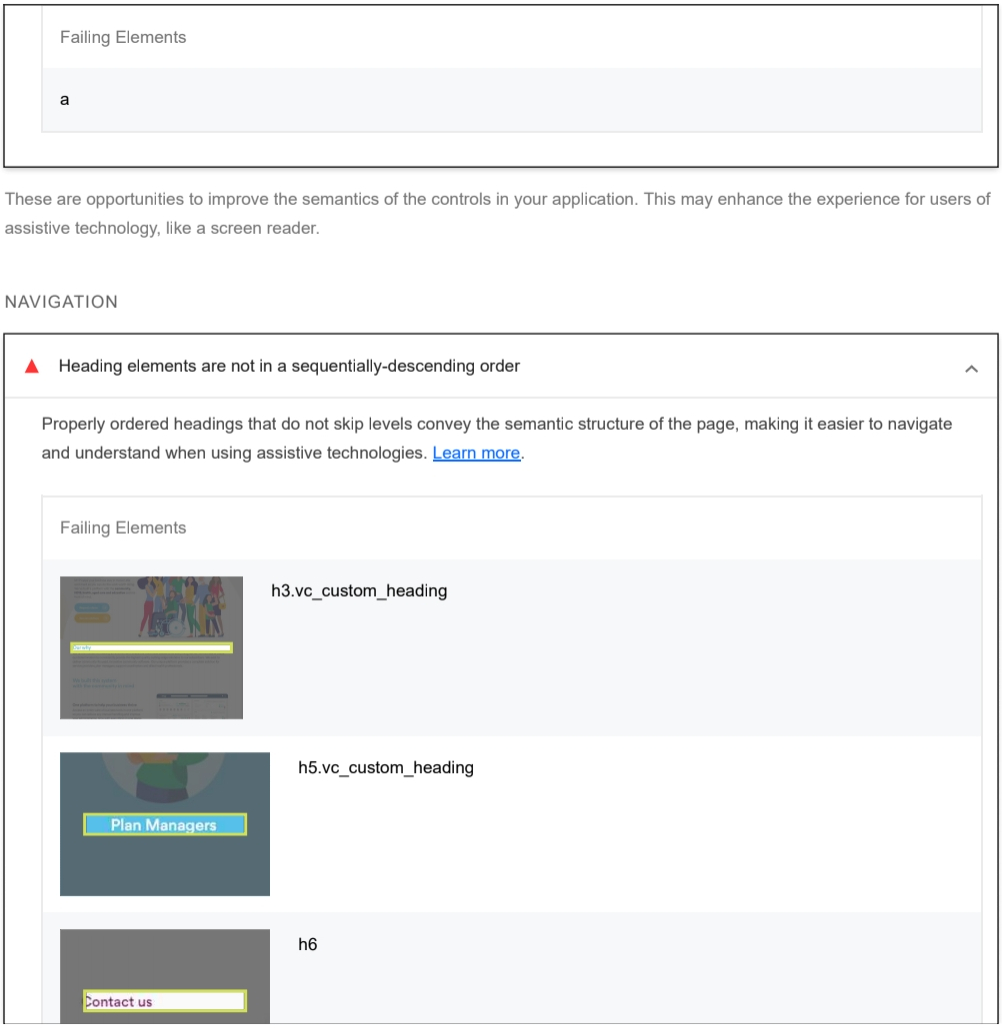 Failing Elements
a
These are opportunities to improve the semantics of the controls in your application. This may enhance the experience for users of
assistive technology, like a screen reader.
NAVIGATION
Heading elements are not in a sequentially-descending order
Properly ordered headings that do not skip levels convey the semantic structure of the page, making it easier to navigate
and understand when using assistive technologies. Learn more.
Failing Elements
h3.vc_custom_heading
h5.vc_custom_heading
Plan Managers
h6
Contact us